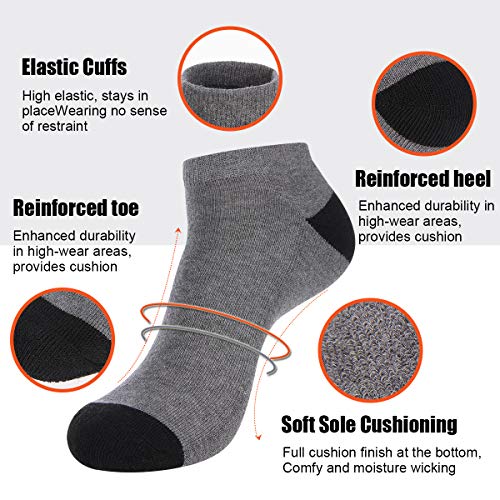 Elastic Cuffs
High elastic, stays in
placeWearing no sense
of restraint
Reinforced heel
Enhanced durability
in high-wear areas,
provides cushion
Reinforced toe
Enhanced durability
in high-wear areas,
provides cushion
Soft Sole Cushioning
Full cushion finish at the bottom,
Comfy and moisture wicking